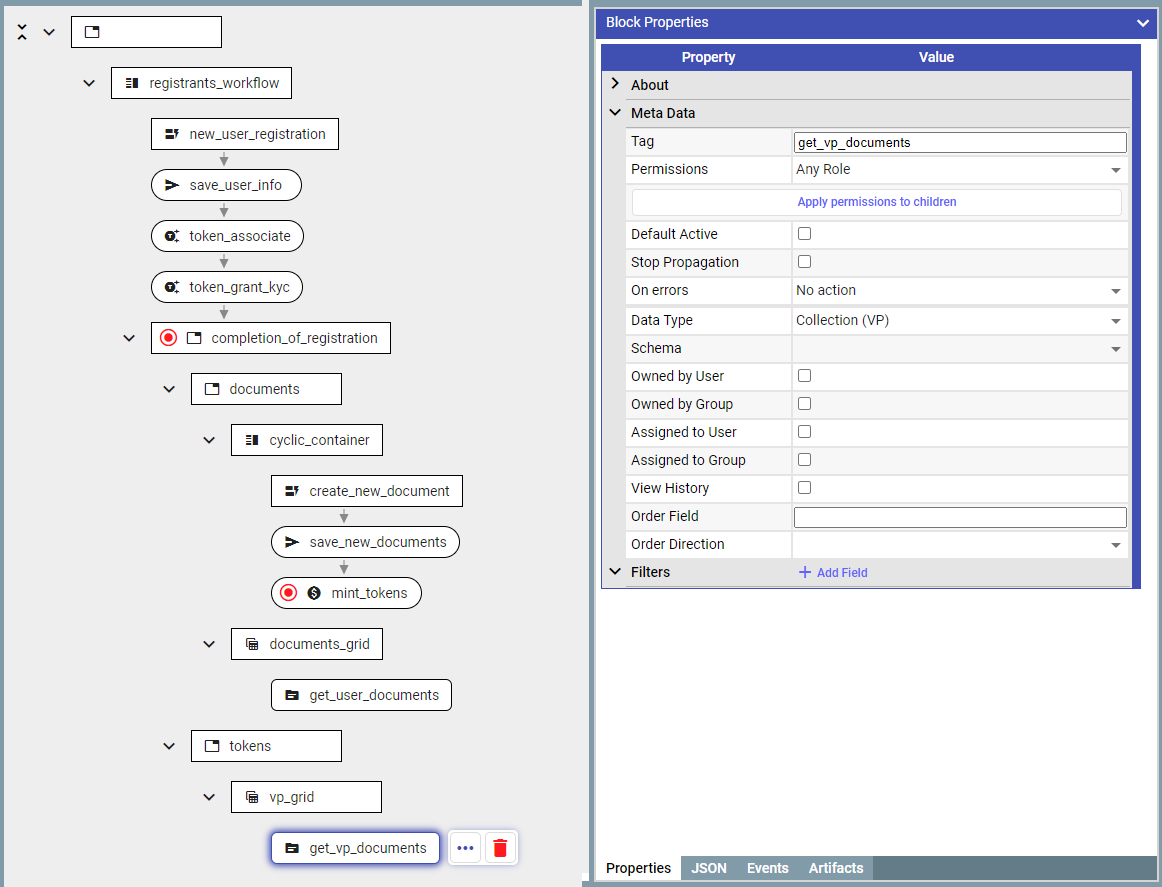 registrants_workflow
new_user_registration
save_user_info
token_associate
token_grant_kyc
completion_of_registration
documents
cyclic_container
create_new_document
save_new_documents
mint_tokens
documents_grid
get_user_documents
tokens
vp_grid
get_vp_documents
Block Properties
Property Value
About
Meta Data
Tag get_vp_documents
Permissions Any Role
Apply permissions to children
Default Active
Stop Propagation
On errors No action
Data Type Collection (VP)
Schema
Owned by User
Owned by Group
Assigned to User
Assigned to Group
View History
Order Field
Order Direction
Filters + Add Field
Properties JSON Events Artifacts